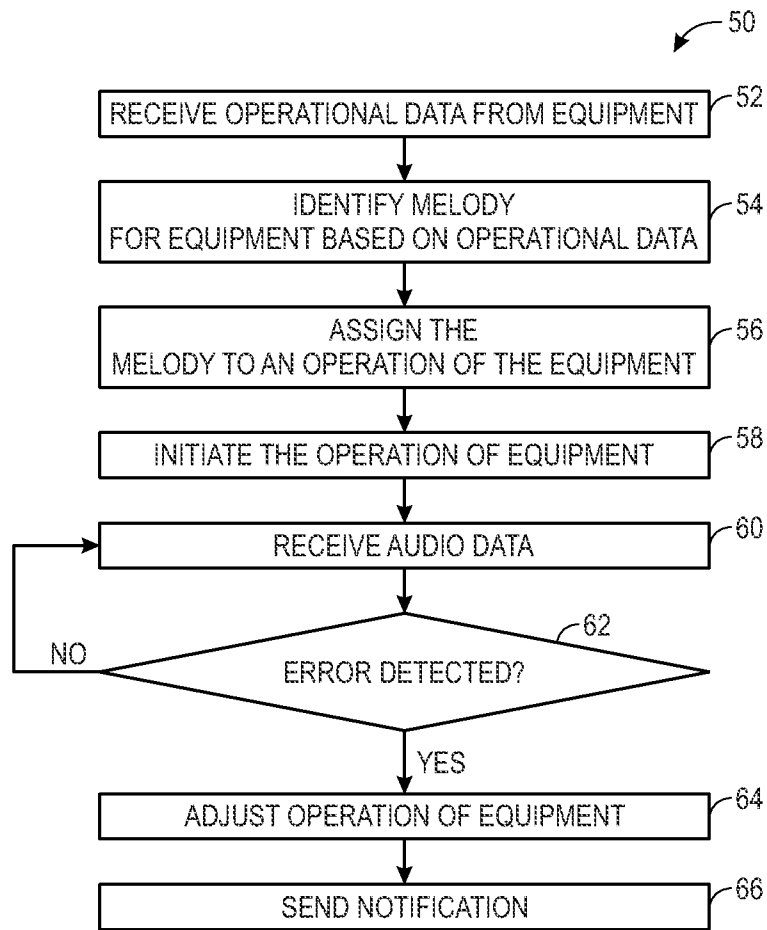 50
RECEIVE OPERATIONAL DATA FROM EQUIPMENT
52
IDENTIFY MELODY
FOR EQUIPMENT BASED ON OPERATIONAL DATA
54
ASSIGN THE
MELODY TO AN OPERATION OF THE EQUIPMENT
56
INITIATE THE OPERATION OF EQUIPMENT
58
RECEIVE AUDIO DATA
60
62
ERROR DETECTED?
NO
YES
ADJUST OPERATION OF EQUIPMENT
64
SEND NOTIFICATION
66